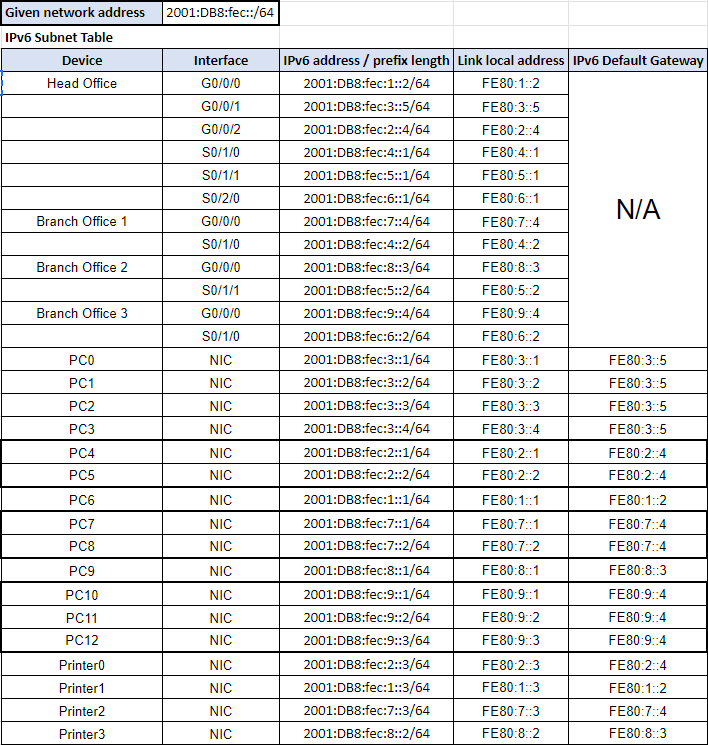 Given network address 2001:DB8:fec::/64
IPv6 Subnet Table
Device Interface IPv6 address / prefix length Link local address IPv6 Default Gateway
Head Office G0/0/0 2001:DB8:fec:1::2/64 FE80:1::2
G0/0/1 2001:DB8:fec:3::5/64 FE80:3::5
G0/0/2 2001:DB8:fec:2::4/64 FE80:2::4
S0/1/0 2001:DB8:fec:4::1/64 FE80:4::1
S0/1/1 2001:DB8:fec:5::1/64 FE80:5::1
S0/2/0 2001:DB8:fec:6::1/64 FE80:6::1
N/A
Branch Office 1 G0/0/0 2001:DB8:fec:7::4/64 FE80:7::4
S0/1/0 2001:DB8:fec:4::2/64 FE80:4::2
Branch Office 2 G0/0/0 2001:DB8:fec:8::3/64 FE80:8::3
S0/1/1 2001:DB8:fec:5::2/64 FE80:5::2
Branch Office 3 G0/0/0 2001:DB8:fec:9::4/64 FE80:9::4
S0/1/0 2001:DB8:fec:6::2/64 FE80:6::2
PC0 NIC 2001:DB8:fec:3::1/64 FE80:3::1 FE80:3::5
PC1 NIC 2001:DB8:fec:3::2/64 FE80:3::2 FE80:3::5
PC2 NIC 2001:DB8:fec:3::3/64 FE80:3::3 FE80:3::5
PC3 NIC 2001:DB8:fec:3::4/64 FE80:3::4 FE80:3::5
PC4 NIC 2001:DB8:fec:2::1/64 FE80:2::1 FE80:2::4
PC5 NIC 2001:DB8:fec:2::2/64 FE80:2::2 FE80:2::4
PC6 NIC 2001:DB8:fec:1::1/64 FE80:1::1 FE80:1::2
PC7 NIC 2001:DB8:fec:7::1/64 FE80:7::1 FE80:7::4
PC8 NIC 2001:DB8:fec:7::2/64 FE80:7::2 FE80:7::4
PC9 NIC 2001:DB8:fec:8::1/64 FE80:8::1 FE80:8::3
PC10 NIC 2001:DB8:fec:9::1/64 FE80:9::1 FE80:9::4
PC11 NIC 2001:DB8:fec:9::2/64 FE80:9::2 FE80:9::4
PC12 NIC 2001:DB8:fec:9::3/64 FE80:9::3 FE80:9::4
Printer0 NIC 2001:DB8:fec:2::3/64 FE80:2::3 FE80:2::4
Printer1 NIC 2001:DB8:fec:1::3/64 FE80:1::3 FE80:1::2
Printer2 NIC 2001:DB8:fec:7::3/64 FE80:7::3 FE80:7::4
Printer3 NIC 2001:DB8:fec:8::2/64 FE80:8::2 FE80:8::3